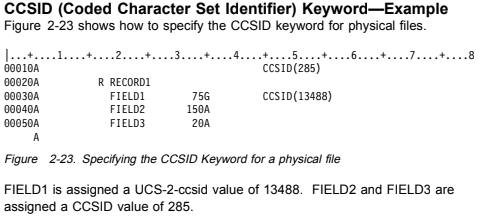 CCSID (Coded Character Set Identifier) Keyword—Example
Figure 2-23 shows how to specify the CCSID keyword for physical files.
|...+....1....+....2....+....3....+....4....+....5....+....6....+....7....+....8
00010A                                      CCSID(285)
00020A          R RECORD1
00030A            FIELD1        75G         CCSID(13488)
00040A            FIELD2       150A
00050A            FIELD3        20A
     A
Figure 2-23. Specifying the CCSID Keyword for a physical file
FIELD1 is assigned a UCS-2-ccsid value of 13488. FIELD2 and FIELD3 are
assigned a CCSID value of 285.